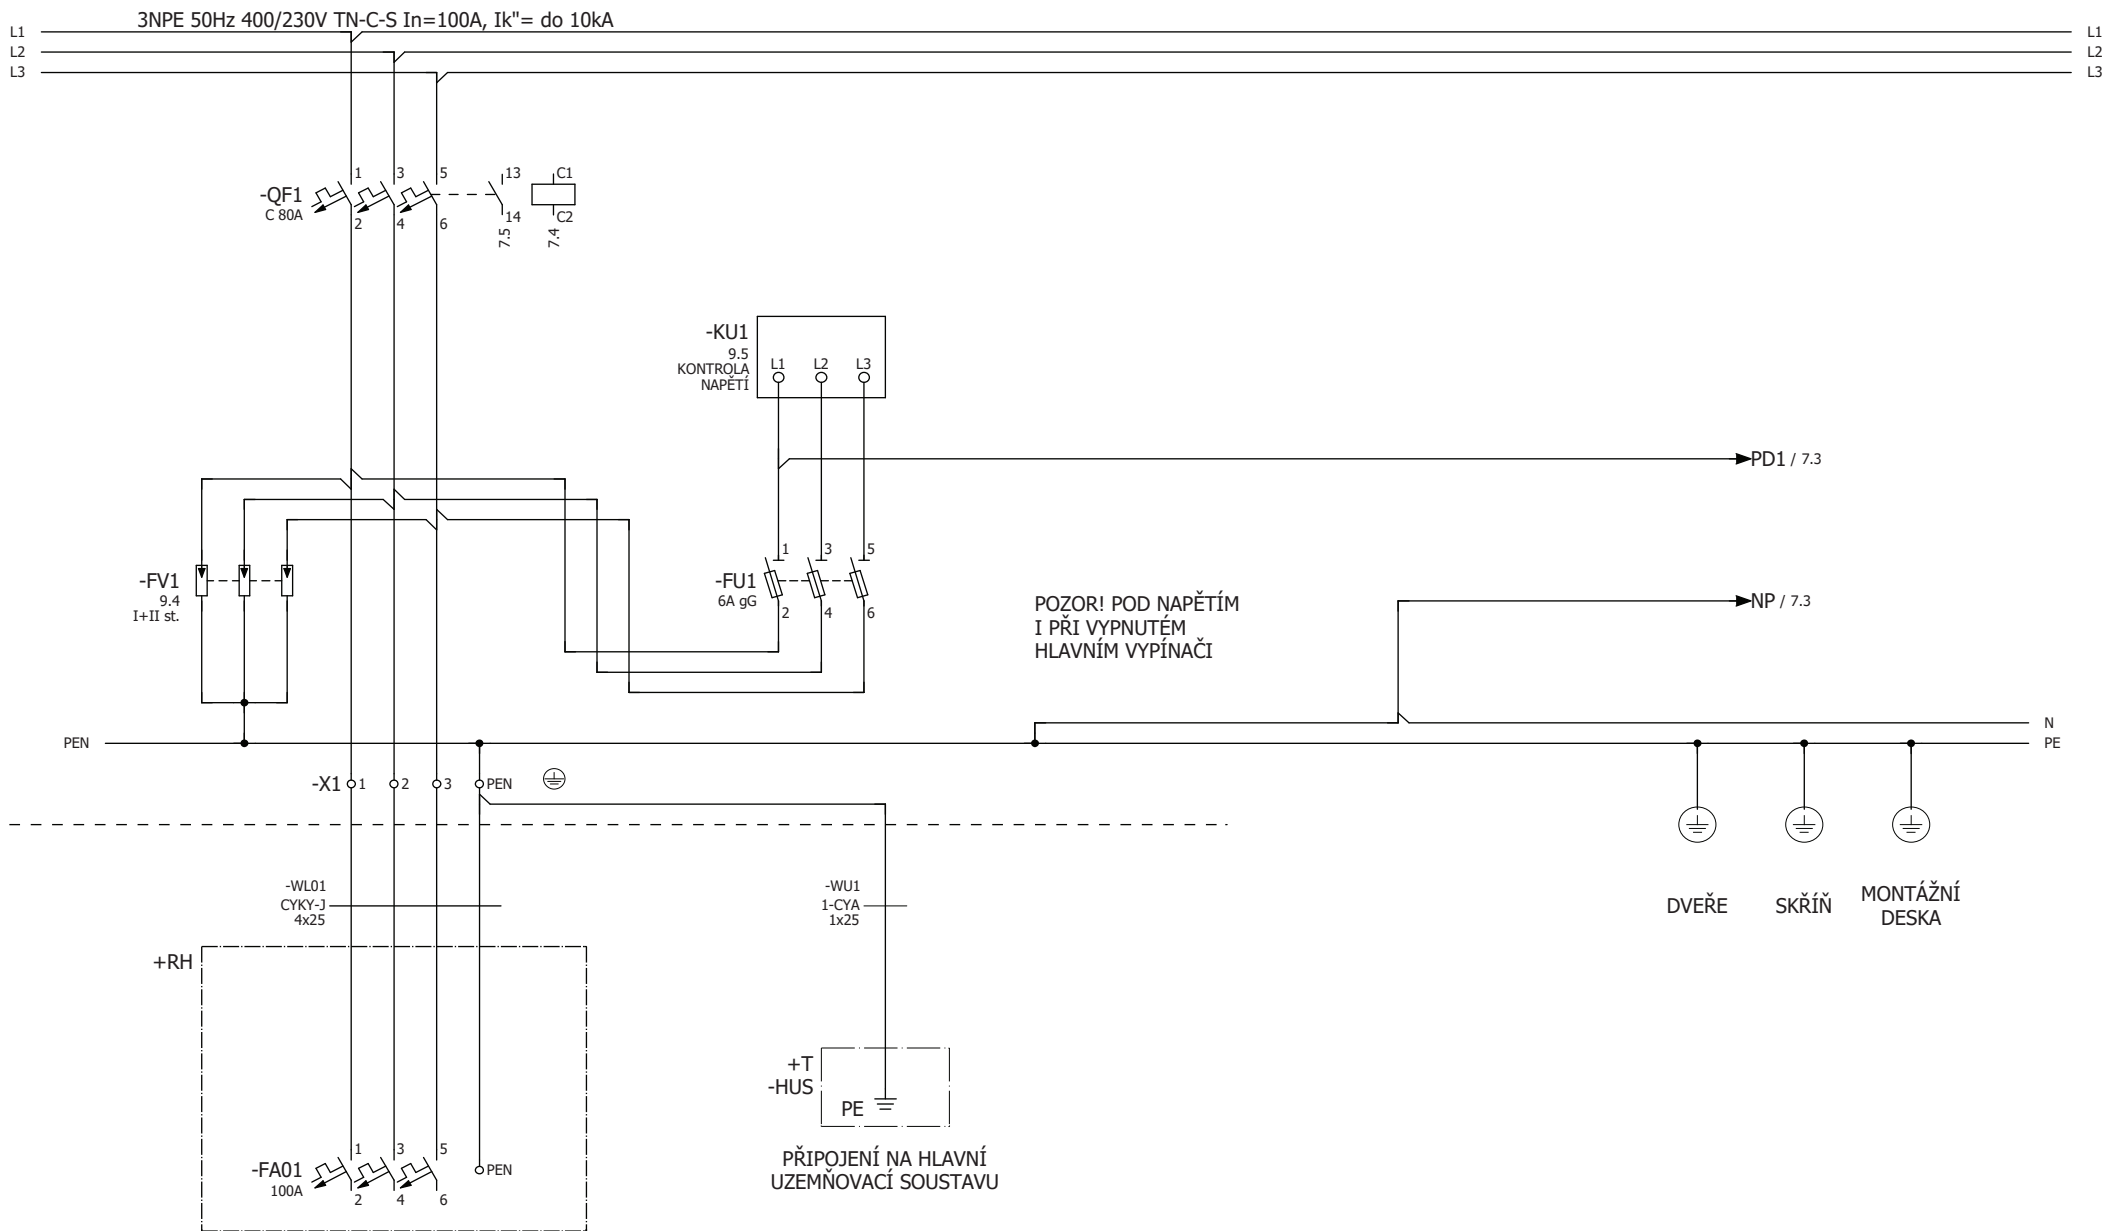 3NPE 50Hz 400/230V TN-C-S In=100A, Ik"= do 10kA
L1
L1
L2
L2
L3
L3
-QF1
C 80A
1
3
5
13
C1
2
4
6
14
C2
7.5
7.4
-KU1
9.5
KONTROLA
NAPĚTÍ
L1
L2
L3
PD1 / 7.3
-FV1
9.4
I+II st.
-FU1
6A gG
1
3
5
2
4
6
POZOR! POD NAPĚTÍM
I PŘI VYPNUTÉM
HLAVNÍM VYPÍNAČI
NP / 7.3
N
PEN
PE
-X1
1
2
3
PEN
-WL01
CYKY-J
4x25
-WU1
1-CYA
1x25
DVEŘE
SKŘÍŇ
MONTÁŽNÍ
DESKA
+RH
+T
-HUS
PE
PŘIPOJENÍ NA HLAVNÍ
UZEMŇOVACÍ SOUSTAVU
-FA01
100A
1
3
5
2
4
6
PEN